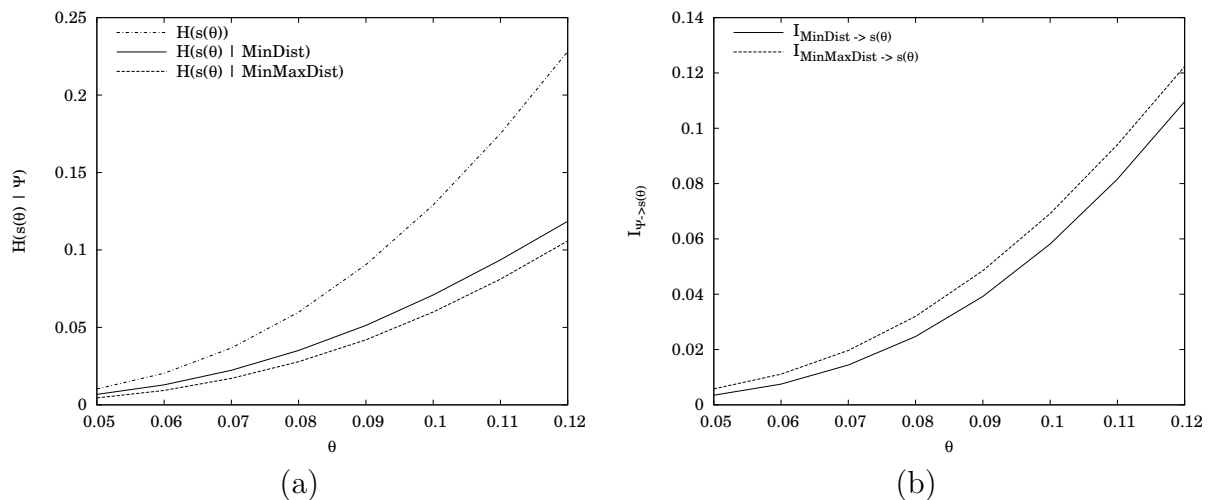 H(s(θ))
H(s(θ) | MinDist)
H(s(θ) | MinMaxDist)
0.25
0.2
0.15
0.1
0.05
0
H(s(θ) | Ψ)
0.05 0.06 0.07 0.08 0.09 0.1 0.11 0.12
θ
(a)
I MinDist -> s(θ)
I MinMaxDist -> s(θ)
0.14
0.12
0.1
0.08
0.06
0.04
0.02
0
I Ψ->s(θ)
0.05 0.06 0.07 0.08 0.09 0.1 0.11 0.12
θ
(b)